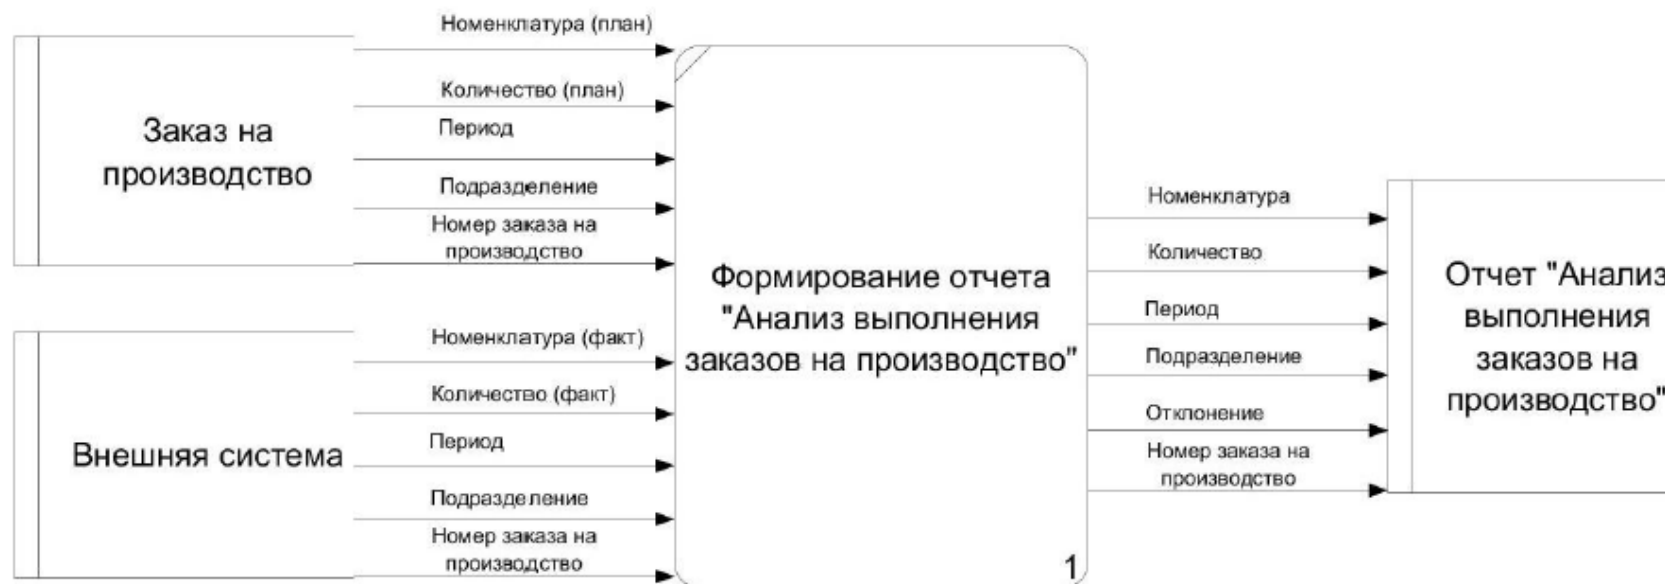 Номенклатура (план)
Количество (план)
Период
Подразделение
Номер заказа на
производство
Заказ на
производство
Номенклатура (факт)
Количество (факт)
Период
Подразделение
Номер заказа на
производство
Внешняя система
Формирование отчета
"Анализ выполнения
заказов на производство"
1
Номенклатура
Количество
Период
Подразделение
Отклонение
Номер заказа на
производство
Отчет "Анализ
выполнения
заказов на
производство"